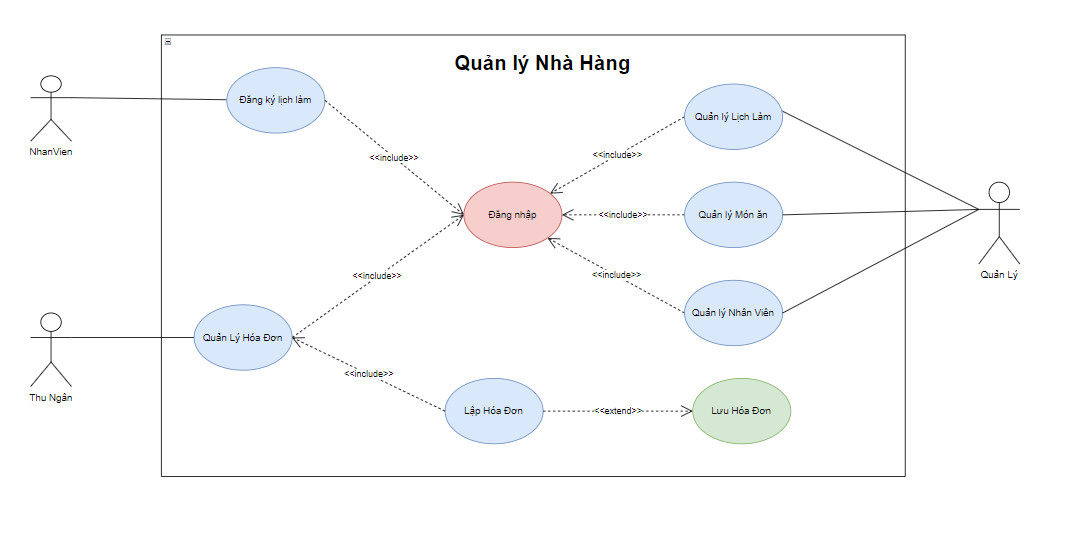 Quản lý Nhà Hàng
Đăng ký lịch làm
Quản lý Lịch Làm
NhanVien
<<include>>
<<include>>
Đăng nhập
<<include>>
Quản lý Món ăn
Quản Lý
<<include>>
<<include>>
Quản lý Nhân Viên
Quản Lý Hóa Đơn
<<include>>
Thu Ngân
Lập Hóa Đơn
<<extend>>
Lưu Hóa Đơn